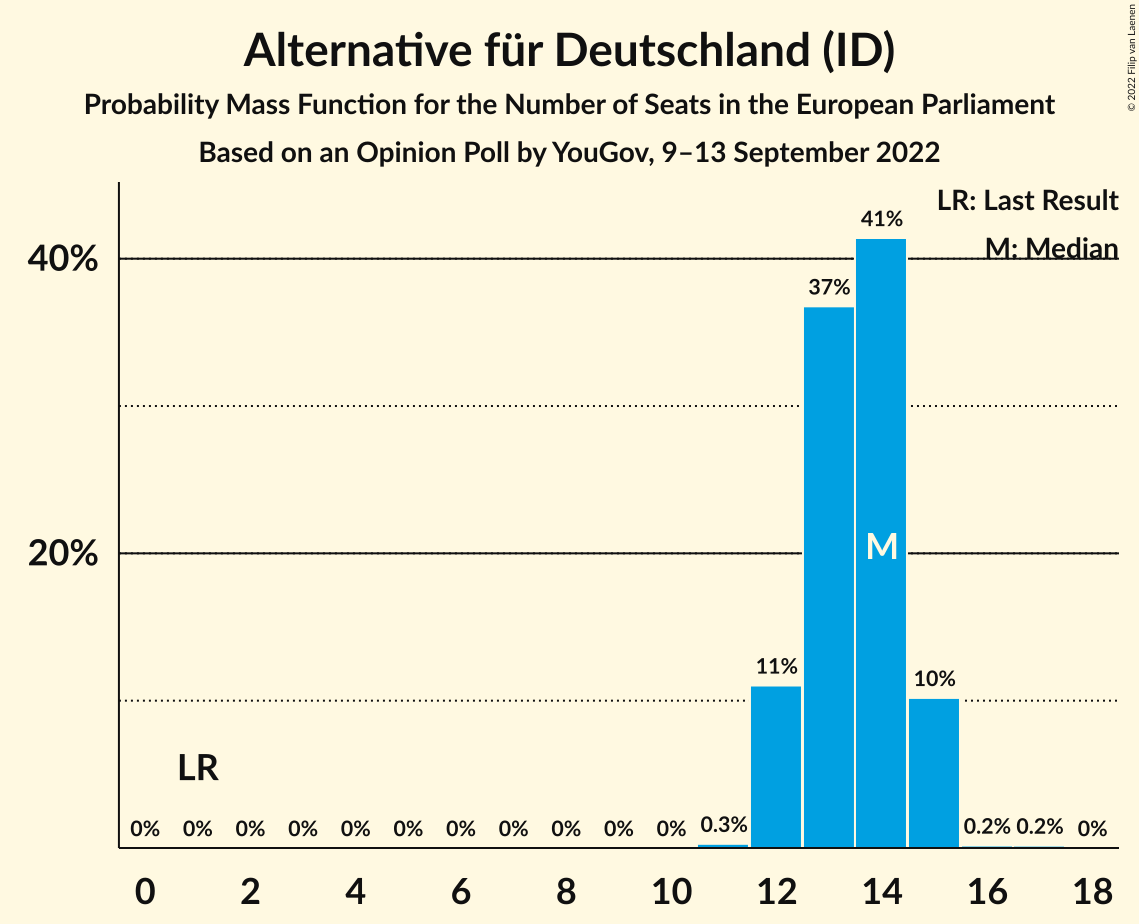 Alternative für Deutschland (ID)
Probability Mass Function for the Number of Seats in the European Parliament
Based on an Opinion Poll by YouGov, 9–13 September 2022
© 2022 Filip van Laenen
LR: Last Result
M: Median
40%
20%
41%
37%
M
11%
10%
LR
0% 0% 0% 0% 0% 0% 0% 0% 0% 0% 0% 0.3% 0.2% 0.2% 0%
0 2 4 6 8 10 12 14 16 18